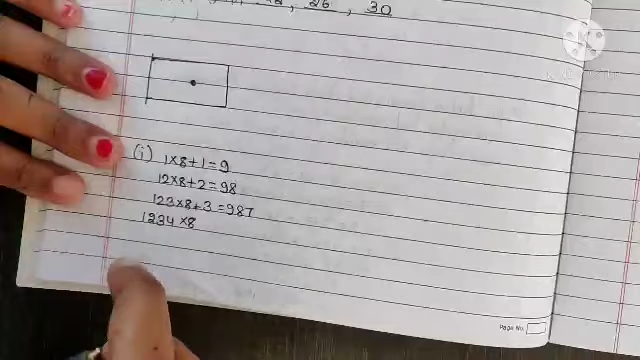 26, 30
(i) 1×8+1=9
12×8+2=98
123×8+3=987
1234×8
Page No.